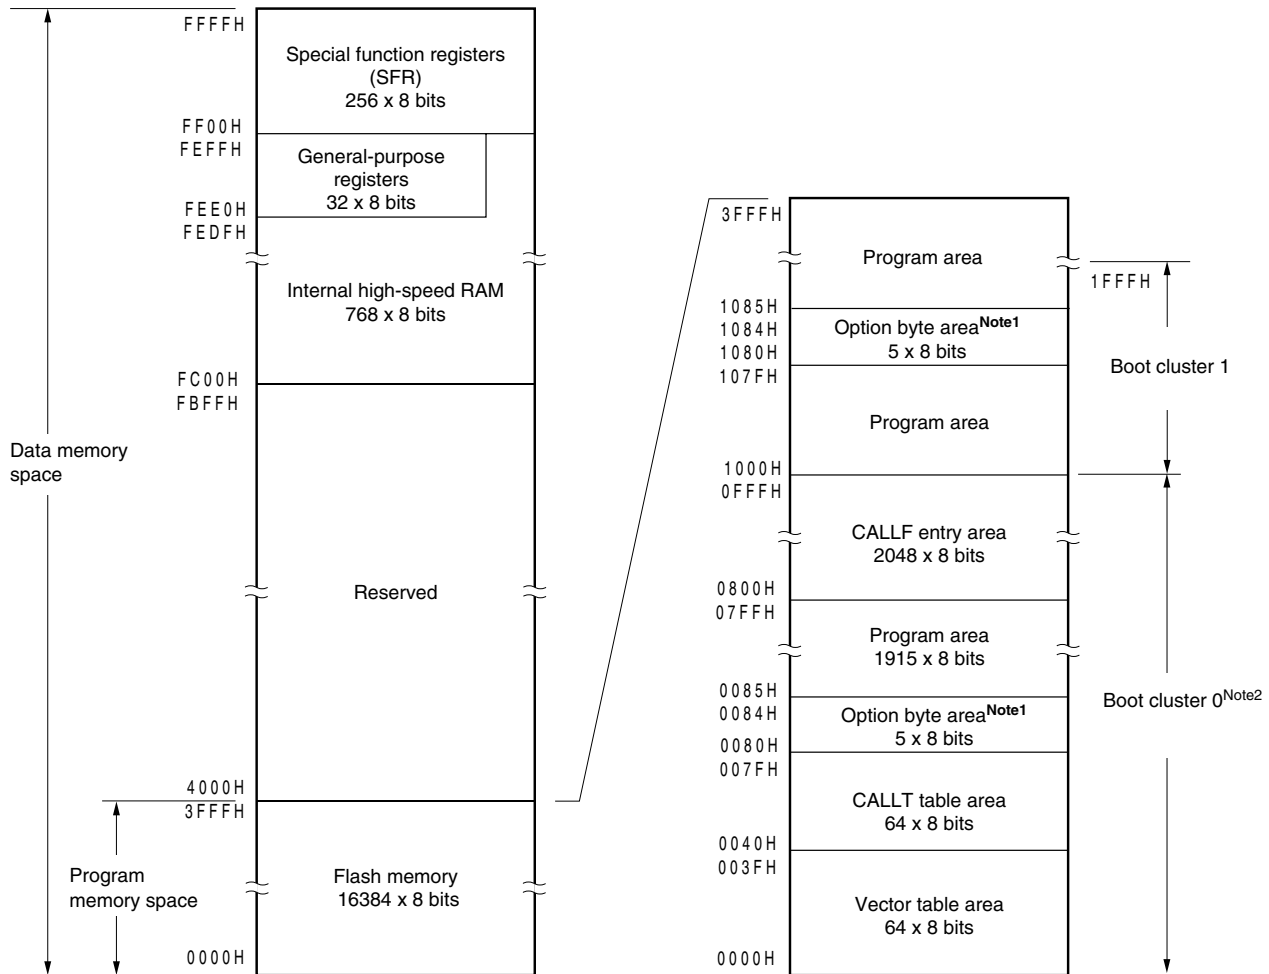 FFFFH
Special function registers
(SFR)
256 x 8 bits
FF00H
FEFFH
General-purpose
registers
32 x 8 bits
FEE0H
FEDFH
Internal high-speed RAM
768 x 8 bits
FC00H
FBFFH
Data memory
space
Reserved
4000H
3FFFH
Program
memory space
Flash memory
16384 x 8 bits
0000H
3FFFH
Program area
1FFFH
1085H
1084H
Option byte areaNote1
5 x 8 bits
1080H
107FH
Boot cluster 1
Program area
1000H
0FFFH
CALLF entry area
2048 x 8 bits
0800H
07FFH
Program area
1915 x 8 bits
0085H
0084H
Option byte areaNote1
5 x 8 bits
Boot cluster 0Note2
0080H
007FH
CALLT table area
64 x 8 bits
0040H
003FH
Vector table area
64 x 8 bits
0000H